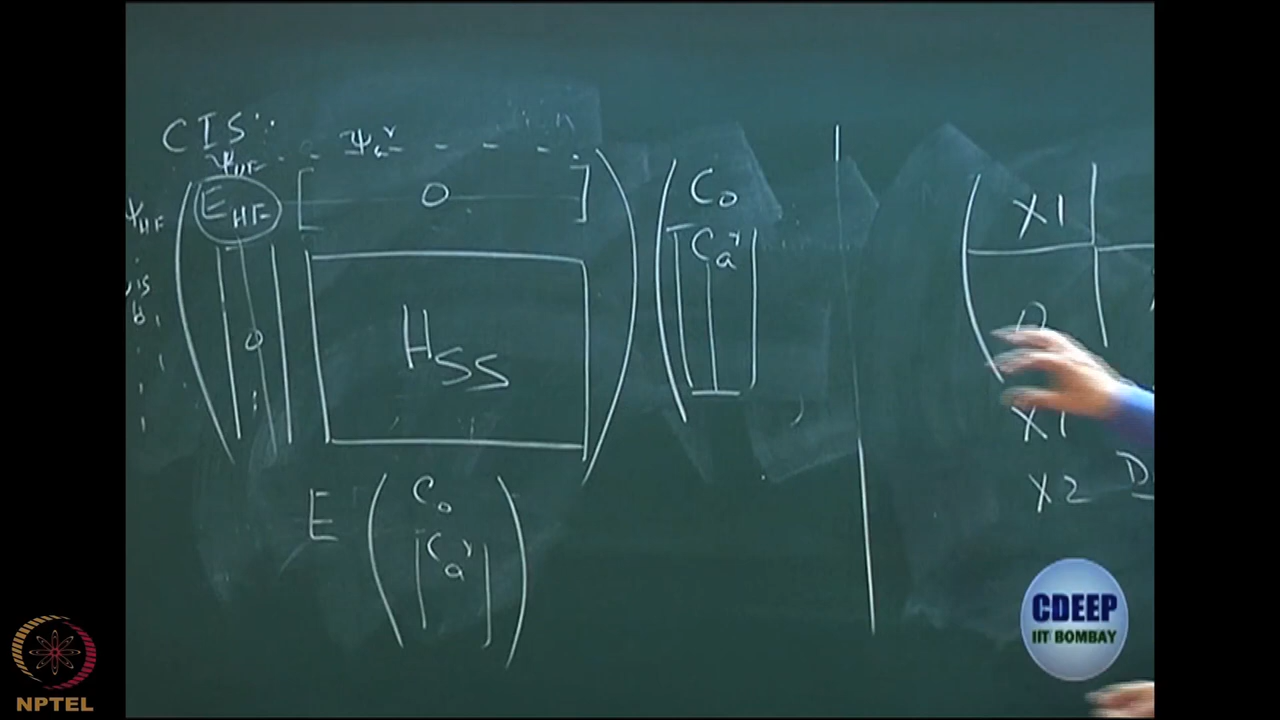 CIS:
Ψ_HF - - Ψ_a^r - - - -
Ψ_HF E_HF 0 C_0
C_a^r
0 H_SS
E C_0
C_a^r
X1
0
X1
X2 D
CDEEP
IIT BOMBAY
NPTEL